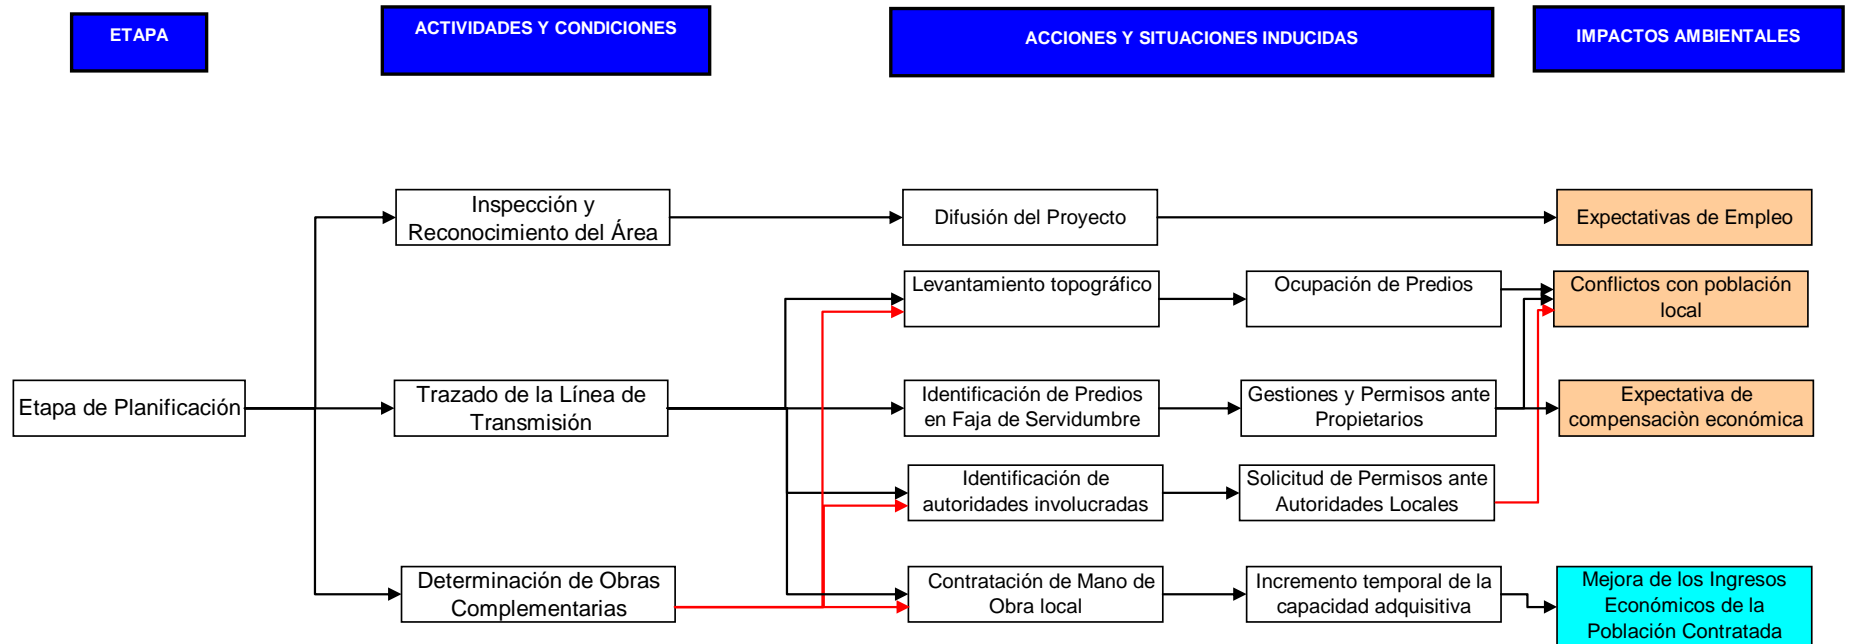 ETAPA
ACTIVIDADES Y CONDICIONES
ACCIONES Y SITUACIONES INDUCIDAS
IMPACTOS AMBIENTALES
Inspección y
Reconocimiento del Área
Difusión del Proyecto
Expectativas de Empleo
Levantamiento topográfico
Ocupación de Predios
Conflictos con población
local
Etapa de Planificación
Trazado de la Línea de
Transmisión
Identificación de Predios
en Faja de Servidumbre
Gestiones y Permisos ante
Propietarios
Expectativa de
compensaciòn económica
Identificación de
autoridades involucradas
Solicitud de Permisos ante
Autoridades Locales
Determinación de Obras
Complementarias
Contratación de Mano de
Obra local
Incremento temporal de la
capacidad adquisitiva
Mejora de los Ingresos
Económicos de la
Población Contratada